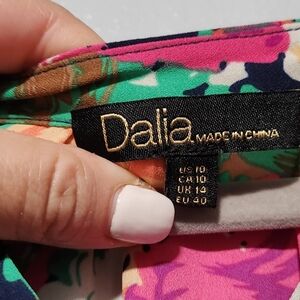 Dalia. MADE IN CHINA
US 10
CA 10
UK 14
EU 40